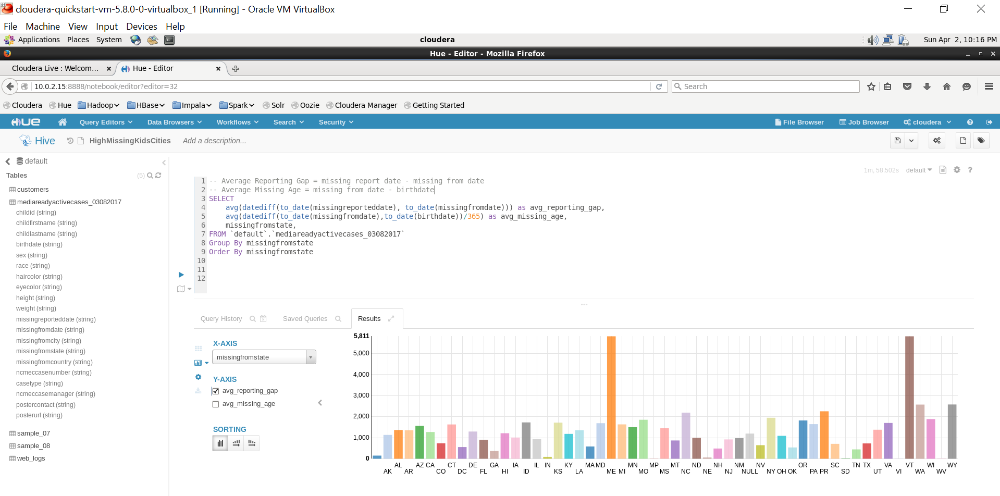 cloudera-quickstart-vm-5.8.0-0-virtualbox_1 [Running] - Oracle VM VirtualBox
File Machine View Input Devices Help
Applications Places System cloudera Sun Apr 2, 10:16 PM
Hue - Editor - Mozilla Firefox
Cloudera Live : Welcom... Hue - Editor
10.0.2.15:8888/notebook/editor?editor=32 Search
Cloudera Hue Hadoop HBase Impala Spark Solr Oozie Cloudera Manager Getting Started
HUE Query Editors Data Browsers Workflows Search Security File Browser Job Browser cloudera
Hive HighMissingKidsCities Add a description...
default
Tables (5)
customers
mediareadyactivecases_03082017
childid (string)
childfirstname (string)
childlastname (string)
birthdate (string)
sex (string)
race (string)
haircolor (string)
eyecolor (string)
height (string)
weight (string)
missingreporteddate (string)
missingfromdate (string)
missingfromcity (string)
missingfromstate (string)
missingfromcountry (string)
ncmeccasenumber (string)
casetype (string)
ncmeccasemanager (string)
postercontact (string)
posterurl (string)
sample_07
sample_08
web_logs
1m, 58.502s default ?
1 -- Average Reporting Gap = missing report date - missing from date
2 -- Average Missing Age = missing from date - birthdate
3 SELECT
4 avg(datediff(to_date(missingreporteddate), to_date(missingfromdate))) as avg_reporting_gap,
5 avg(datediff(to_date(missingfromdate),to_date(birthdate))/365) as avg_missing_age,
6 missingfromstate,
7 FROM `default`.`mediareadyactivecases_03082017`
8 Group By missingfromstate
9 Order By missingfromstate
10
11
12
Query History Saved Queries Results
X-AXIS
missingfromstate
Y-AXIS
avg_reporting_gap
avg_missing_age
SORTING
5,811
5,000
4,000
3,000
2,000
1,000
0
AL AZ CA CT DE GA IA IL IN KY MA MD MI MN MP MT ND NH NM NV OH OR SC TN TX VA VT WI WY
AK AR CO DC FL HI ID KS LA ME MO MS NC NE NJ NULL NY OK PA PR SD UT VI WA WV